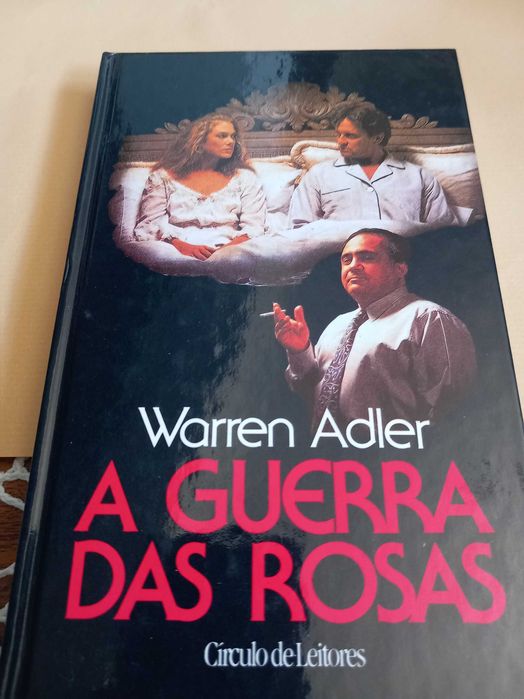 Warren Adler
A GUERRA
DAS ROSAS
Círculo de Leitores